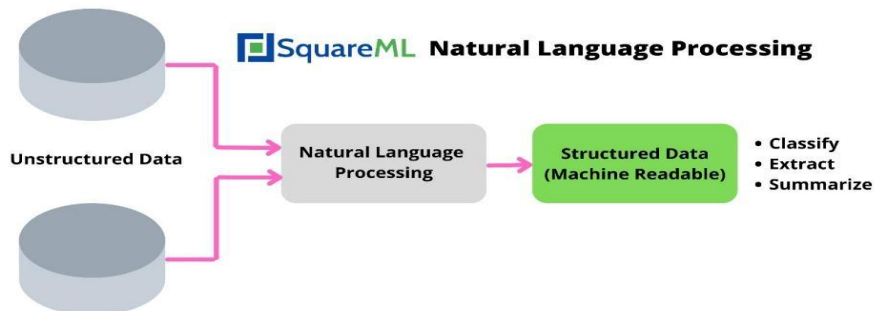 SquareML Natural Language Processing
Unstructured Data
Natural Language
Processing
Structured Data
(Machine Readable)
• Classify
• Extract
• Summarize